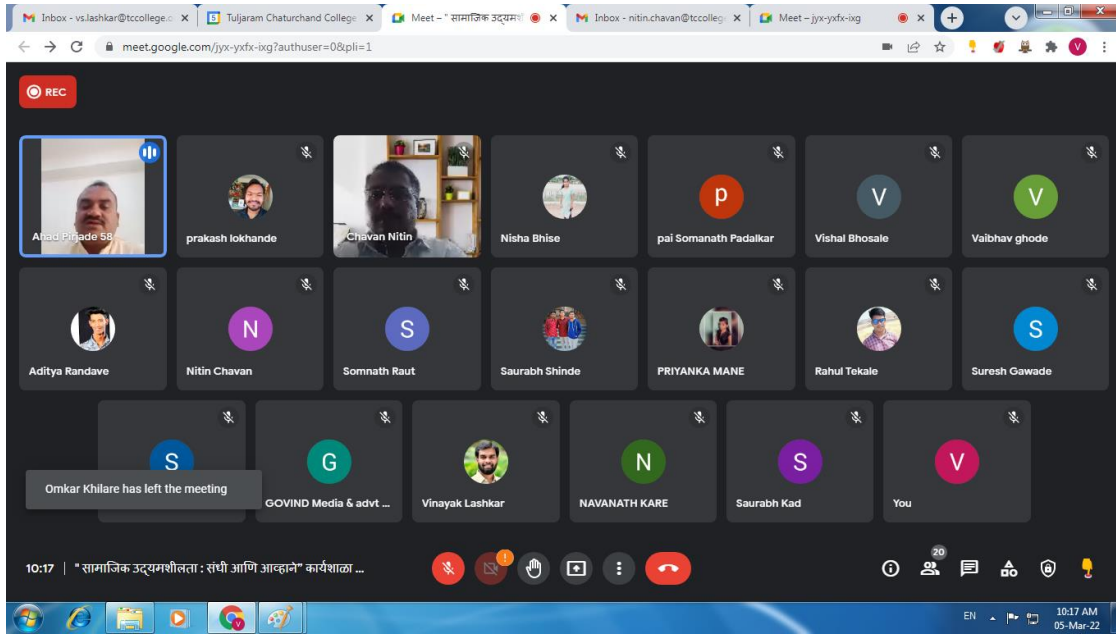 Inbox - vs.lashkar@tccollege.o
Tuljaram Chaturchand College
Meet – " सामाजिक उद्यमश
Inbox - nitin.chavan@tccolleg
Meet – jyx-yxfx-ixg
meet.google.com/jyx-yxfx-ixg?authuser=0&pli=1
V
REC
Ahad Pirjade 58
prakash lokhande
Chavan Nitin
Nisha Bhise
p
pai Somanath Padalkar
V
Vishal Bhosale
V
Vaibhav ghode
Aditya Randave
N
Nitin Chavan
S
Somnath Raut
Saurabh Shinde
PRIYANKA MANE
Rahul Tekale
S
Suresh Gawade
S
G
GOVIND Media & advt ...
Vinayak Lashkar
N
NAVANATH KARE
S
Saurabh Kad
V
You
Omkar Khilare has left the meeting
10:17 | " सामाजिक उद्यमशीलता : संधी आणि आव्हाने" कार्यशाळा ...
20
EN
10:17 AM
05-Mar-22